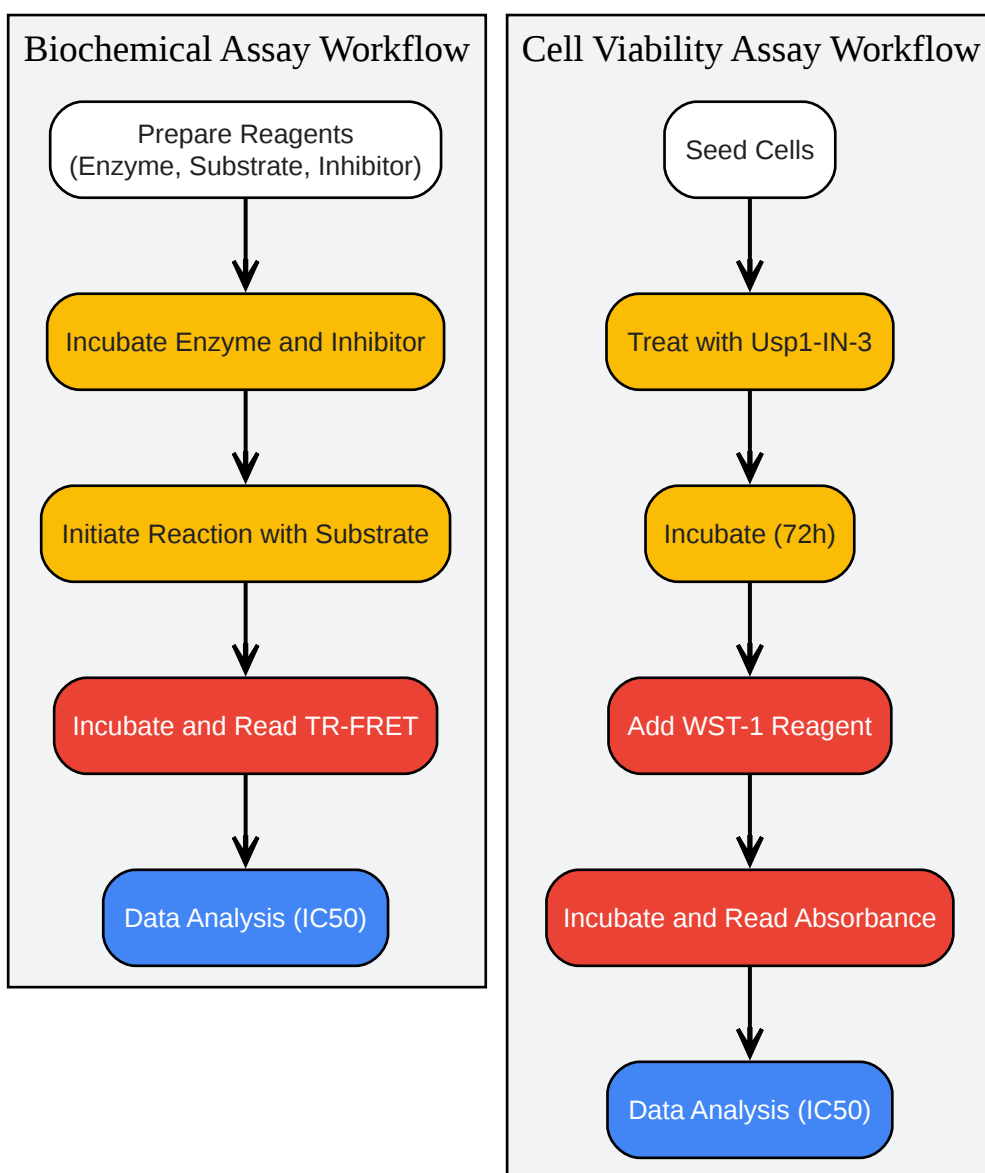 Biochemical Assay Workflow
Prepare Reagents
(Enzyme, Substrate, Inhibitor)
Incubate Enzyme and Inhibitor
Initiate Reaction with Substrate
Incubate and Read TR-FRET
Data Analysis (IC50)
Cell Viability Assay Workflow
Seed Cells
Treat with Usp1-IN-3
Incubate (72h)
Add WST-1 Reagent
Incubate and Read Absorbance
Data Analysis (IC50)